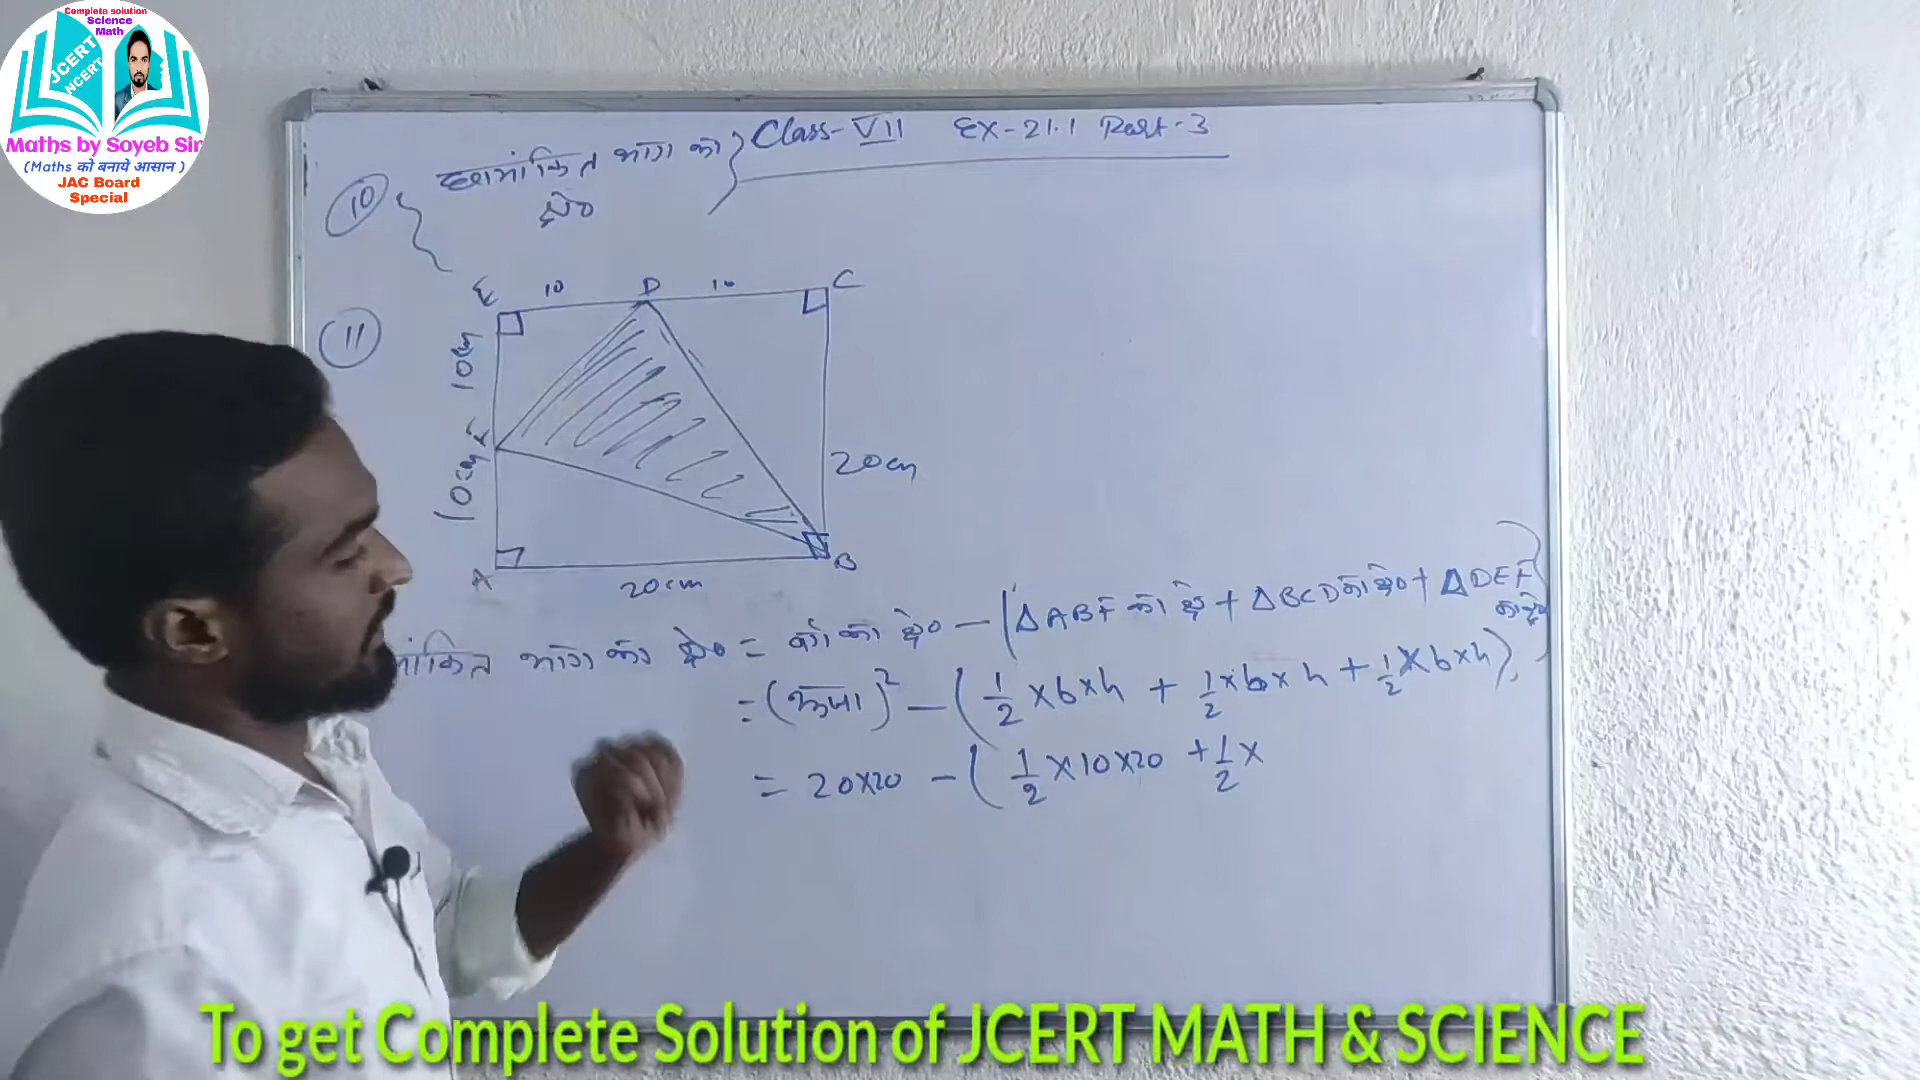 Complete solution
Science
Math
JCERT
NCERT
Maths by Soyeb Sir
(Maths को बनाये आसान)
JAC Board
Special
Class-VII Ex-21.1 Part-3
10 छायांकित भाग का
क्षे०
11
E 10 D 10 C
10cm
F
10cm
20cm
A
B
20cm
ांकित भाग का क्षे० = वर्ग का क्षे० - (△ABF का क्षे + △BCD का क्षे० + △DEF
का क्षे०
= (भुजा)² - (1/2 × b × h + 1/2 × b × h + 1/2 × b × h)
= 20×20 - (1/2 × 10×20 + 1/2 ×
To get Complete Solution of JCERT MATH & SCIENCE